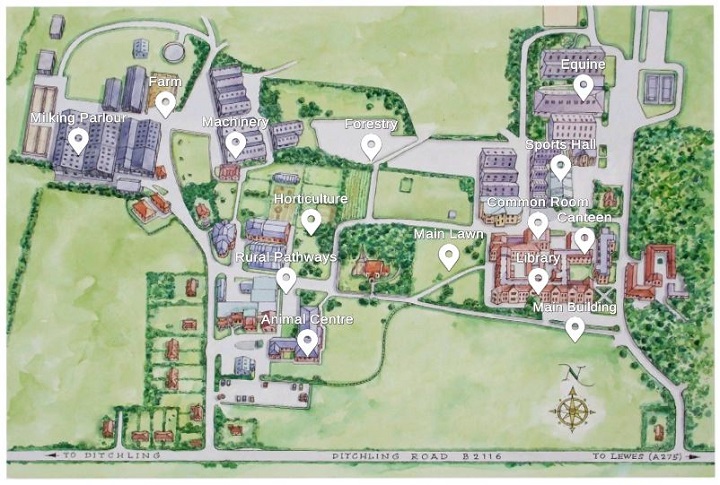 Equine
Farm
Milking Parlour
Machinery
Forestry
Sports Hall
Horticulture
Common Room
Canteen
Main Lawn
Rural Pathways
Library
Main Building
Animal Centre
N
TO DITCHLING
DITCHLING ROAD B2116
TO LEWES (A275)